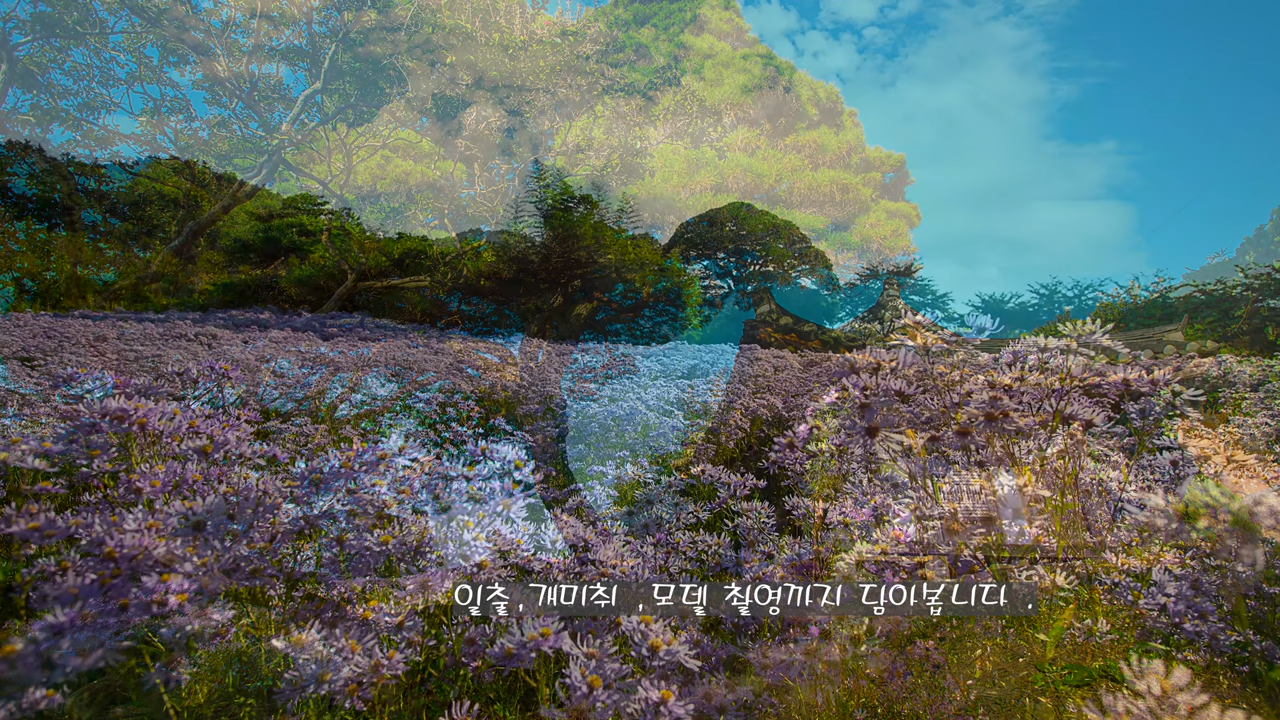 일출, 개미취 , 모델 촬영까지 담아봅니다 .